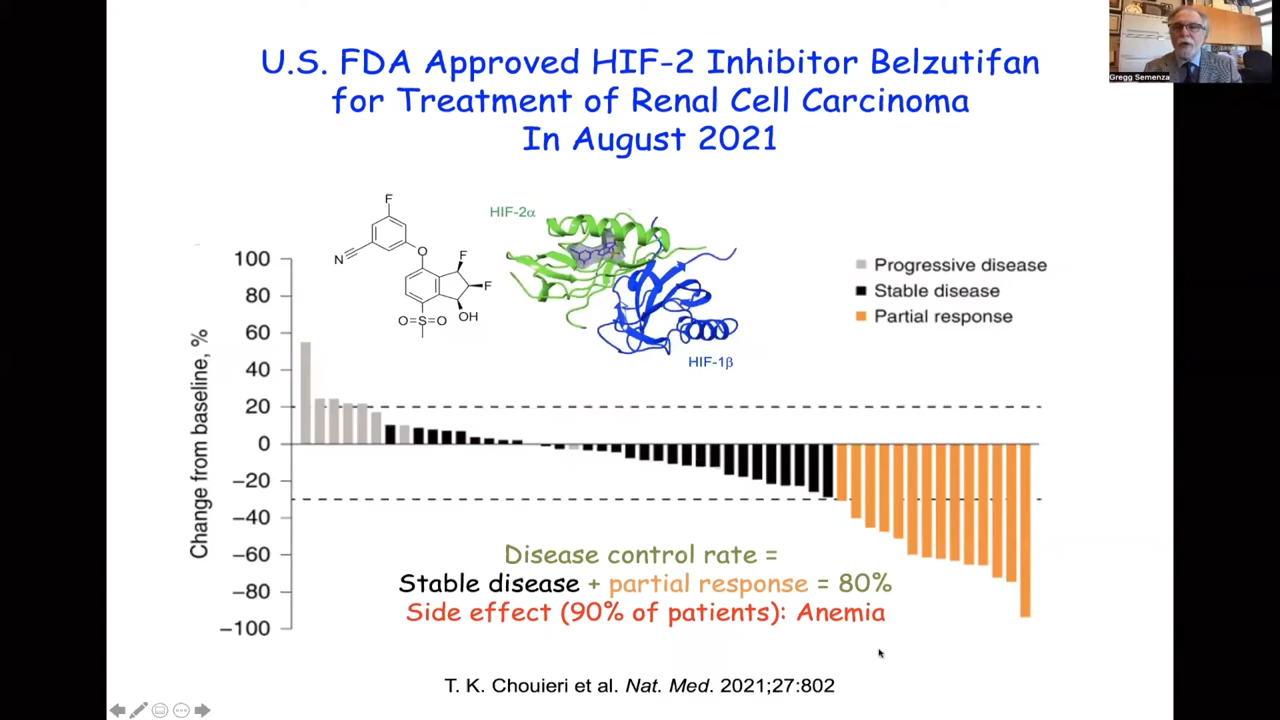 Gregg Semenza
U.S. FDA Approved HIF-2 Inhibitor Belzutifan
for Treatment of Renal Cell Carcinoma
In August 2021
F
N
O
F
F
OH
O=S=O
HIF-2α
HIF-1β
Progressive disease
Stable disease
Partial response
Change from baseline, %
100
80
60
40
20
0
−20
−40
−60
−80
−100
Disease control rate =
Stable disease + partial response = 80%
Side effect (90% of patients): Anemia
T. K. Chouieri et al. Nat. Med. 2021;27:802